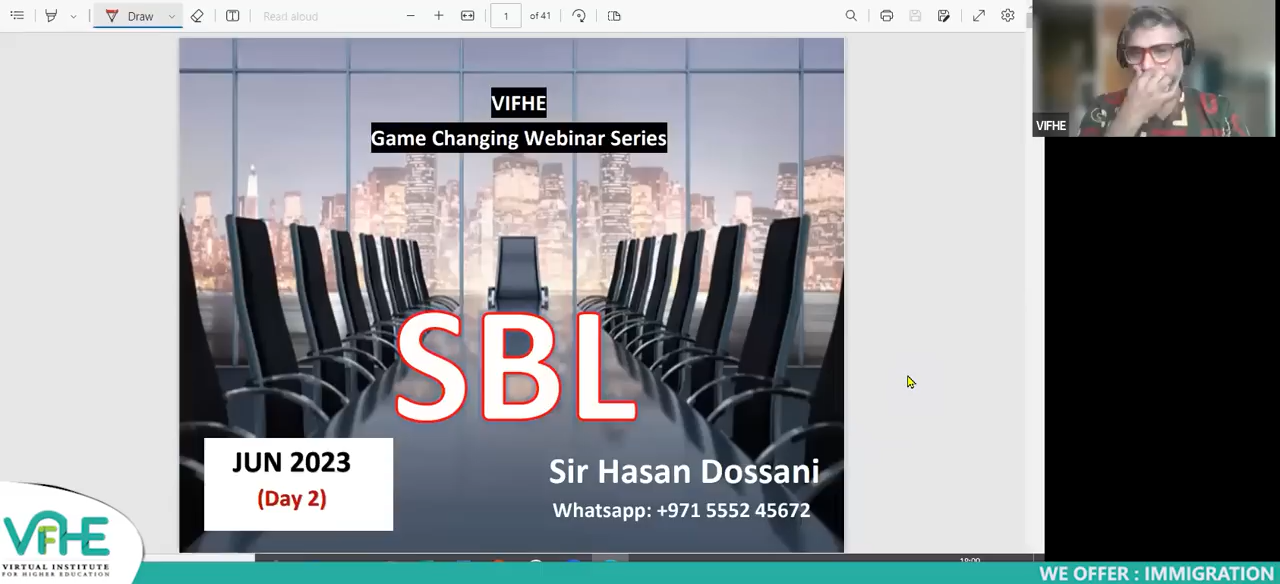 Draw
Read aloud
1
of 41
VIFHE
VIFHE
Game Changing Webinar Series
SBL
JUN 2023
(Day 2)
Sir Hasan Dossani
Whatsapp: +971 5552 45672
VIFHE
VIRTUAL INSTITUTE
FOR HIGHER EDUCATION
WE OFFER : IMMIGRATION